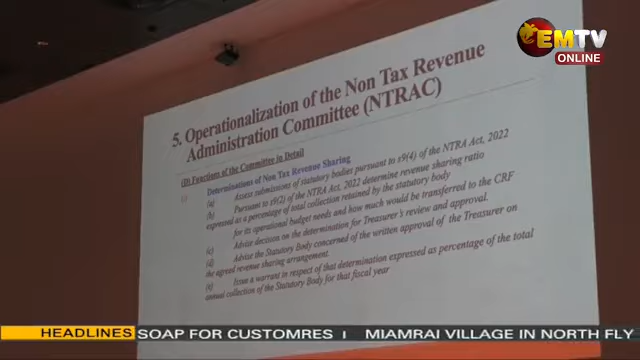 EMTV
ONLINE
5. Operationalization of the Non Tax Revenue
Administration Committee (NTRAC)
(D) Functions of the Committee in Detail
(i) Determinations of Non Tax Revenue Sharing
(a) Assess submissions of statutory bodies pursuant to s9(4) of the NTRA Act, 2022
(b) Pursuant to s9(2) of the NTRA Act, 2022 determine revenue sharing ratio
expressed as a percentage of total collection retained by the statutory body
for its operational budget needs and how much would be transferred to the CRF
(c) Advise decision on the determination for Treasurer's review and approval.
(d) Advise the Statutory Body concerned of the written approval of the Treasurer on
the agreed revenue sharing arrangement.
(e) Issue a warrant in respect of that determination expressed as percentage of the total
annual collection of the Statutory Body for that fiscal year
HEADLINES SOAP FOR CUSTOMRES I MIAMRAI VILLAGE IN NORTH FLY